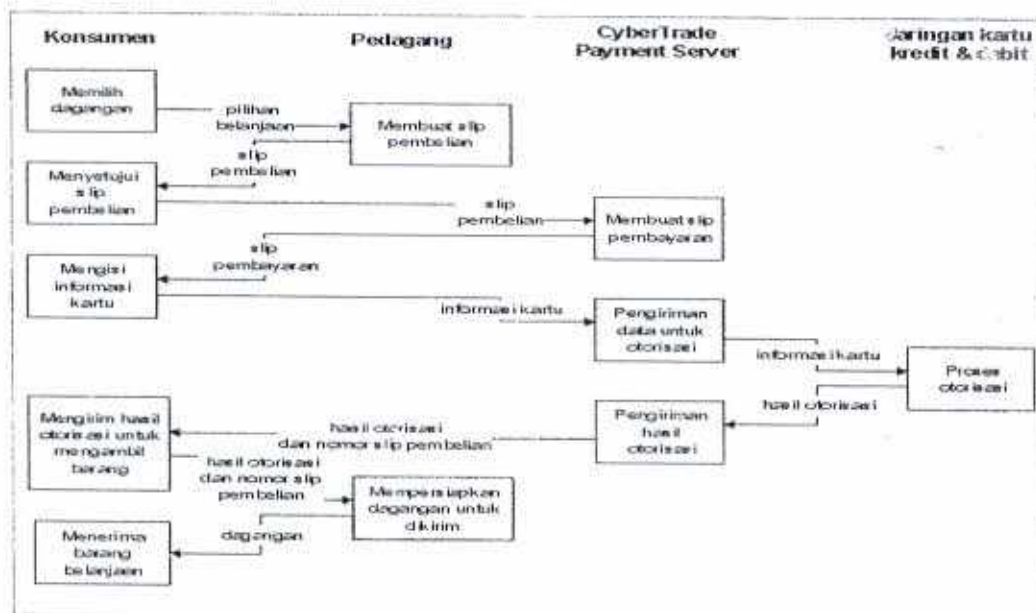 Konsumen
Pedagang
CyberTrade
Payment Server
Jaringan kartu
kredit & debit
Memilih
dagangan
pilihan
belanjaan
Membuat slip
pembelian
slip
pembelian
Menyetujui
slip
pembelian
slip
pembelian
Membuat slip
pembayaran
slip
pembayaran
Mengisi
informasi
kartu
informasi kartu
Pengiriman
data untuk
otorisasi
informasi kartu
Proses
otorisasi
hasil otorisasi
Pengiriman
hasil
otorisasi
hasil otorisasi
dan nomor slip pembelian
Mengirim hasil
otorisasi untuk
mengambil
barang
hasil otorisasi
dan nomor slip
pembelian
Mempersiapkan
dagangan untuk
dikirim
dagangan
Menerima
barang
belanjaan